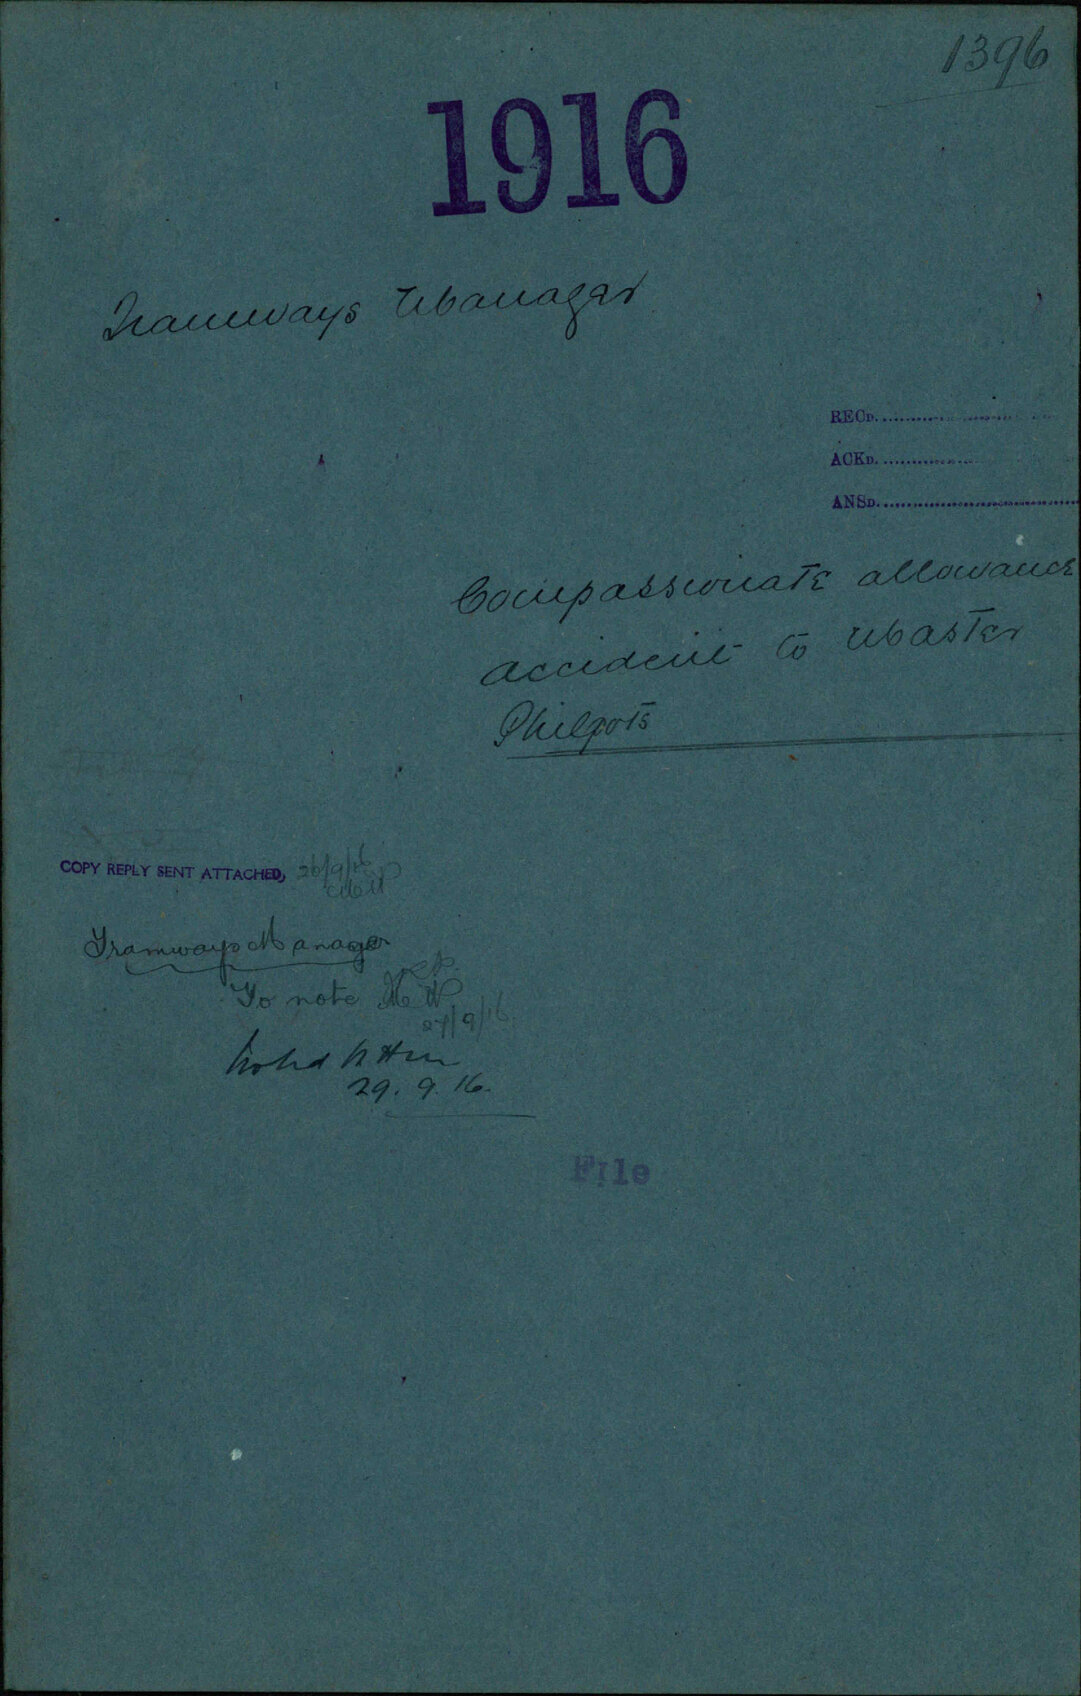 1396
1916
Tramways Manager
RECD.
ACKD.
ANSD.
Compassionate allowance
accident to Master
Philpots
COPY REPLY SENT ATTACHED, 26/9/16
Tramways Manager
To note
27/9/16
Noted
29.9.16.
File